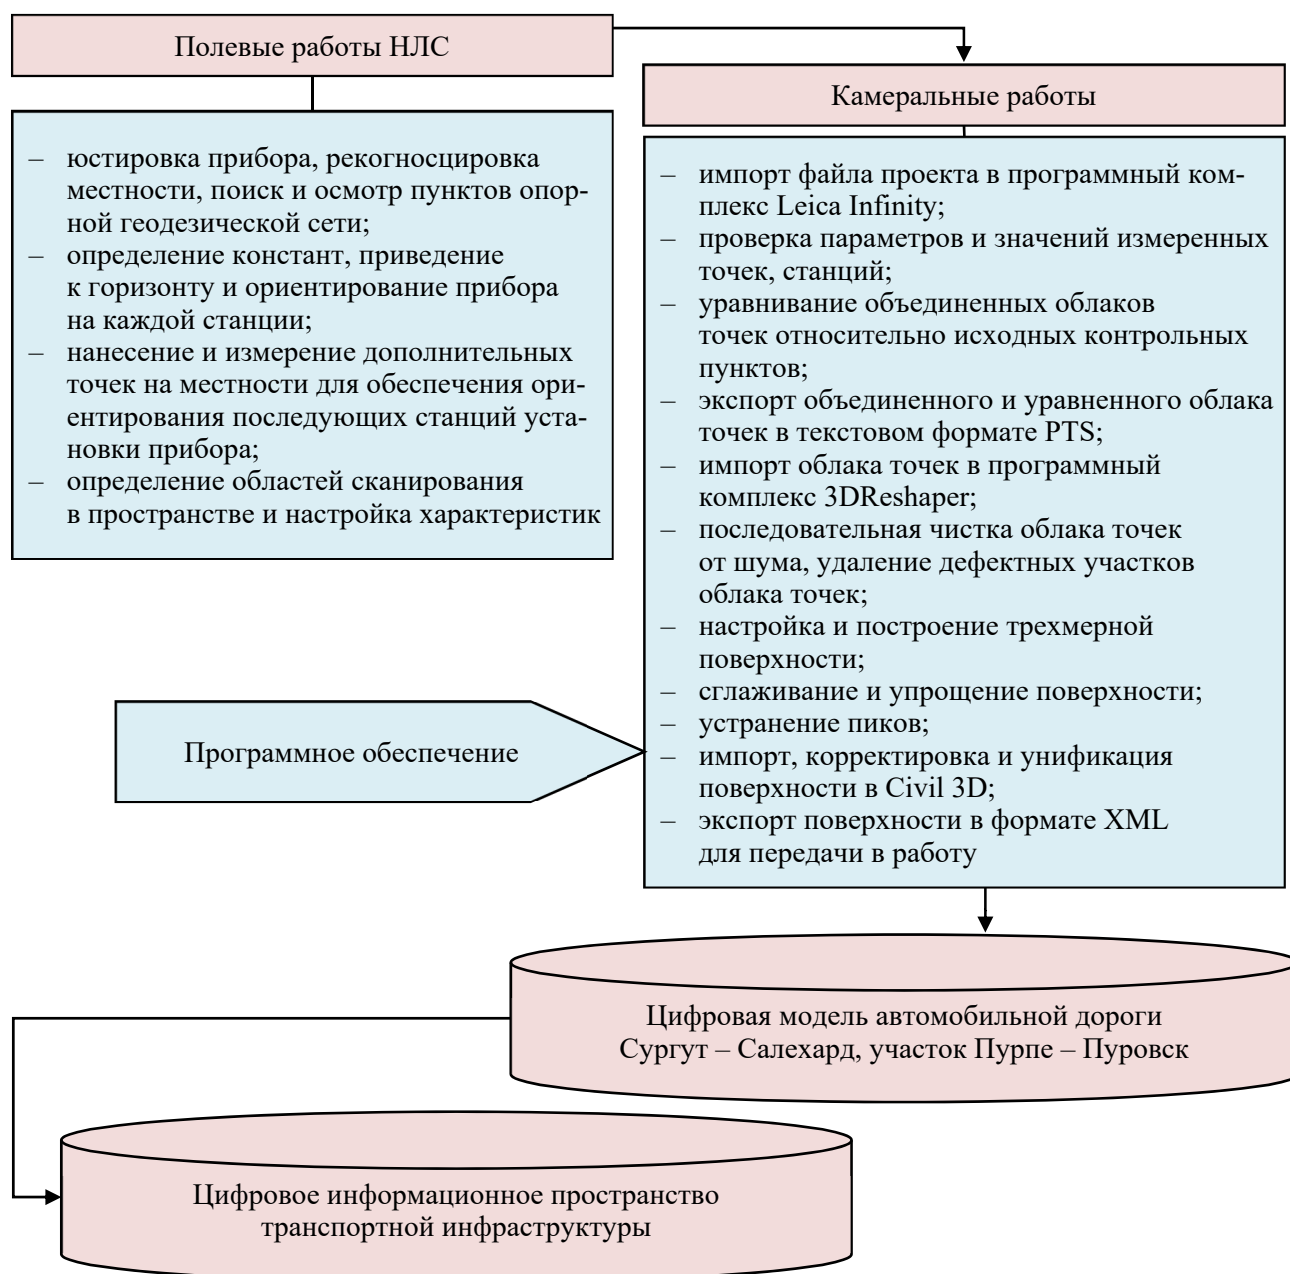 Полевые работы НЛС
– юстировка прибора, рекогносцировка
местности, поиск и осмотр пунктов опор-
ной геодезической сети;
– определение констант, приведение
к горизонту и ориентирование прибора
на каждой станции;
– нанесение и измерение дополнительных
точек на местности для обеспечения ори-
ентирования последующих станций уста-
новки прибора;
– определение областей сканирования
в пространстве и настройка характеристик
Камеральные работы
– импорт файла проекта в программный ком-
плекс Leica Infinity;
– проверка параметров и значений измеренных
точек, станций;
– уравнивание объединенных облаков
точек относительно исходных контрольных
пунктов;
– экспорт объединенного и уравненного облака
точек в текстовом формате PTS;
– импорт облака точек в программный
комплекс 3DReshaper;
– последовательная чистка облака точек
от шума, удаление дефектных участков
облака точек;
– настройка и построение трехмерной
поверхности;
– сглаживание и упрощение поверхности;
– устранение пиков;
– импорт, корректировка и унификация
поверхности в Civil 3D;
– экспорт поверхности в формате XML
для передачи в работу
Программное обеспечение
Цифровая модель автомобильной дороги
Сургут – Салехард, участок Пурпе – Пуровск
Цифровое информационное пространство
транспортной инфраструктуры